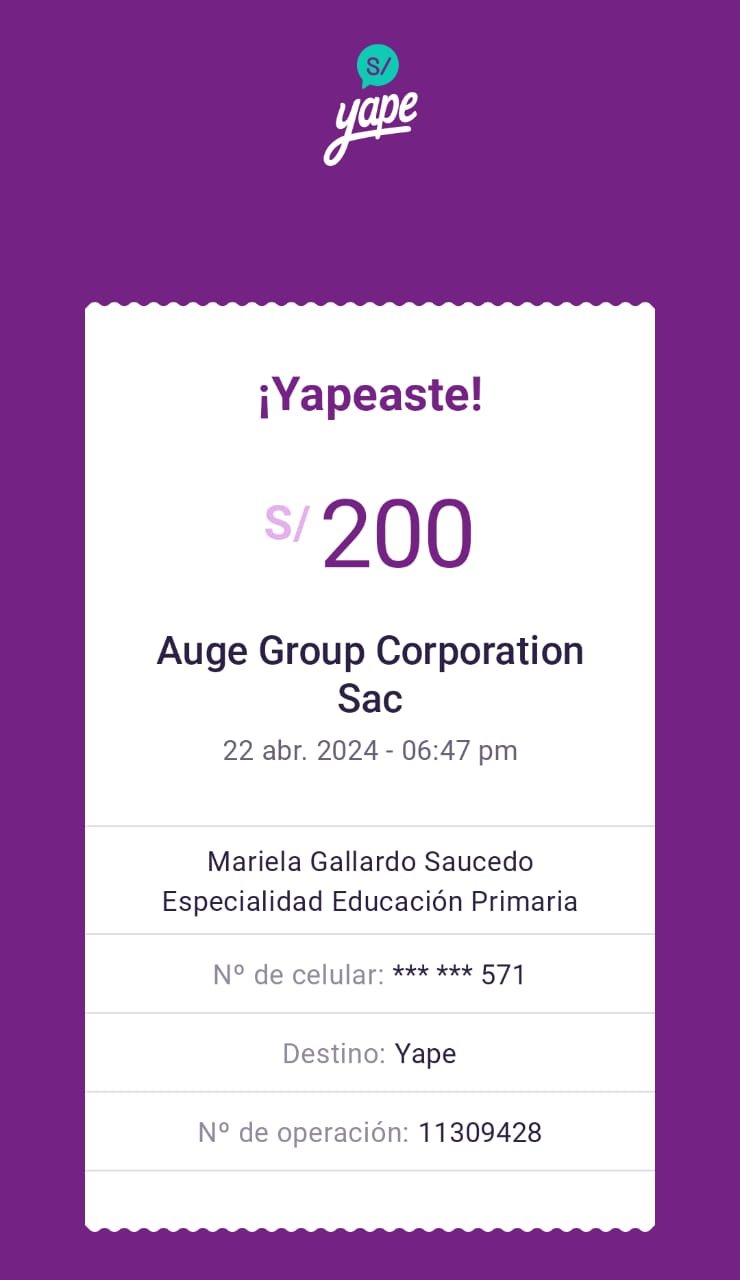 S/
yape
¡Yapeaste!
S/ 200
Auge Group Corporation
Sac
22 abr. 2024 - 06:47 pm
Mariela Gallardo Saucedo
Especialidad Educación Primaria
Nº de celular: *** *** 571
Destino: Yape
Nº de operación: 11309428